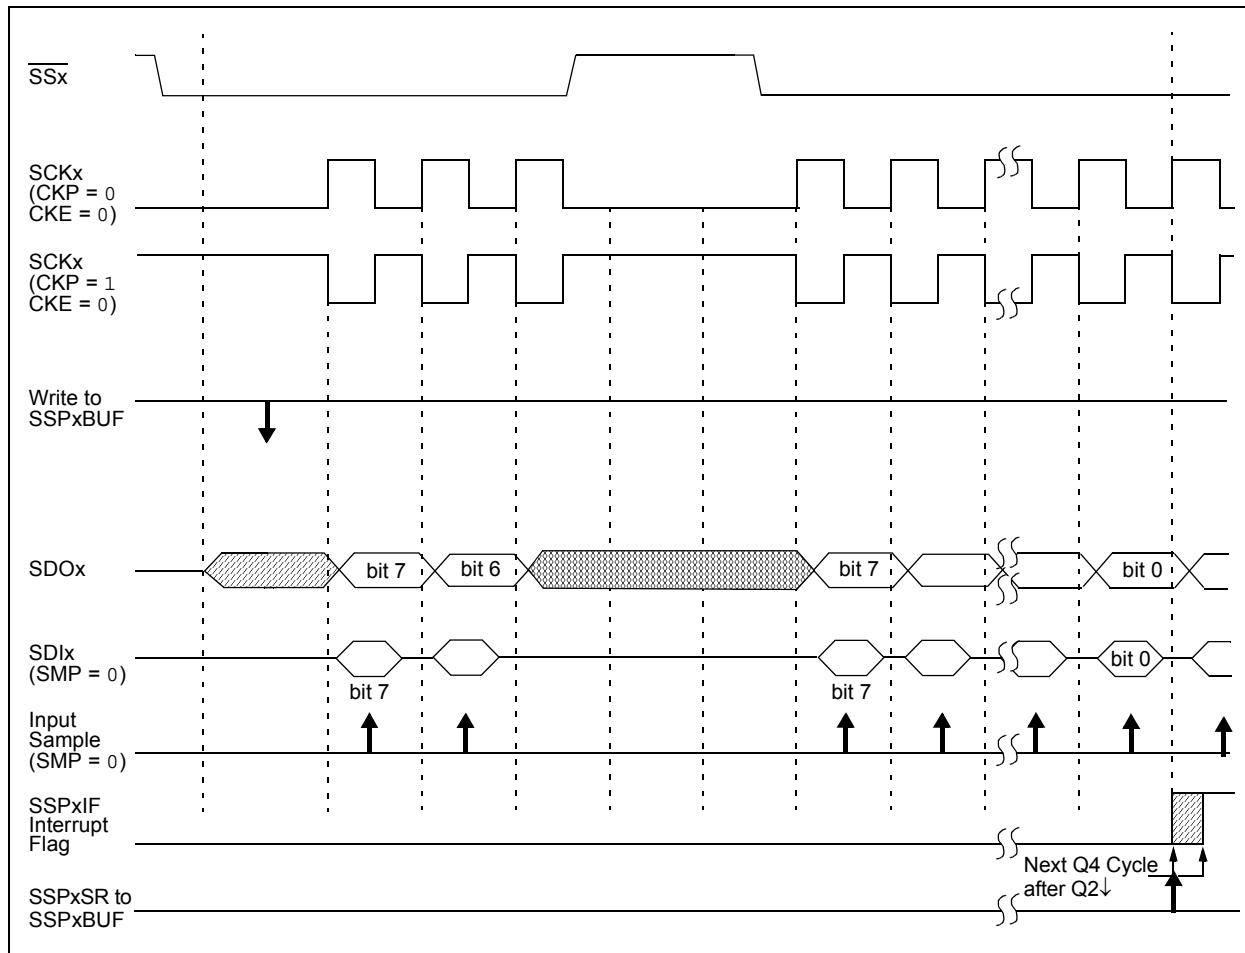 SSx
SCKx
(CKP = 0
CKE = 0)
SCKx
(CKP = 1
CKE = 0)
Write to
SSPxBUF
SDOx
bit 7
bit 6
bit 7
bit 0
SDIx
(SMP = 0)
bit 7
bit 7
bit 0
Input
Sample
(SMP = 0)
SSPxIF
Interrupt
Flag
Next Q4 Cycle
after Q2↓
SSPxSR to
SSPxBUF